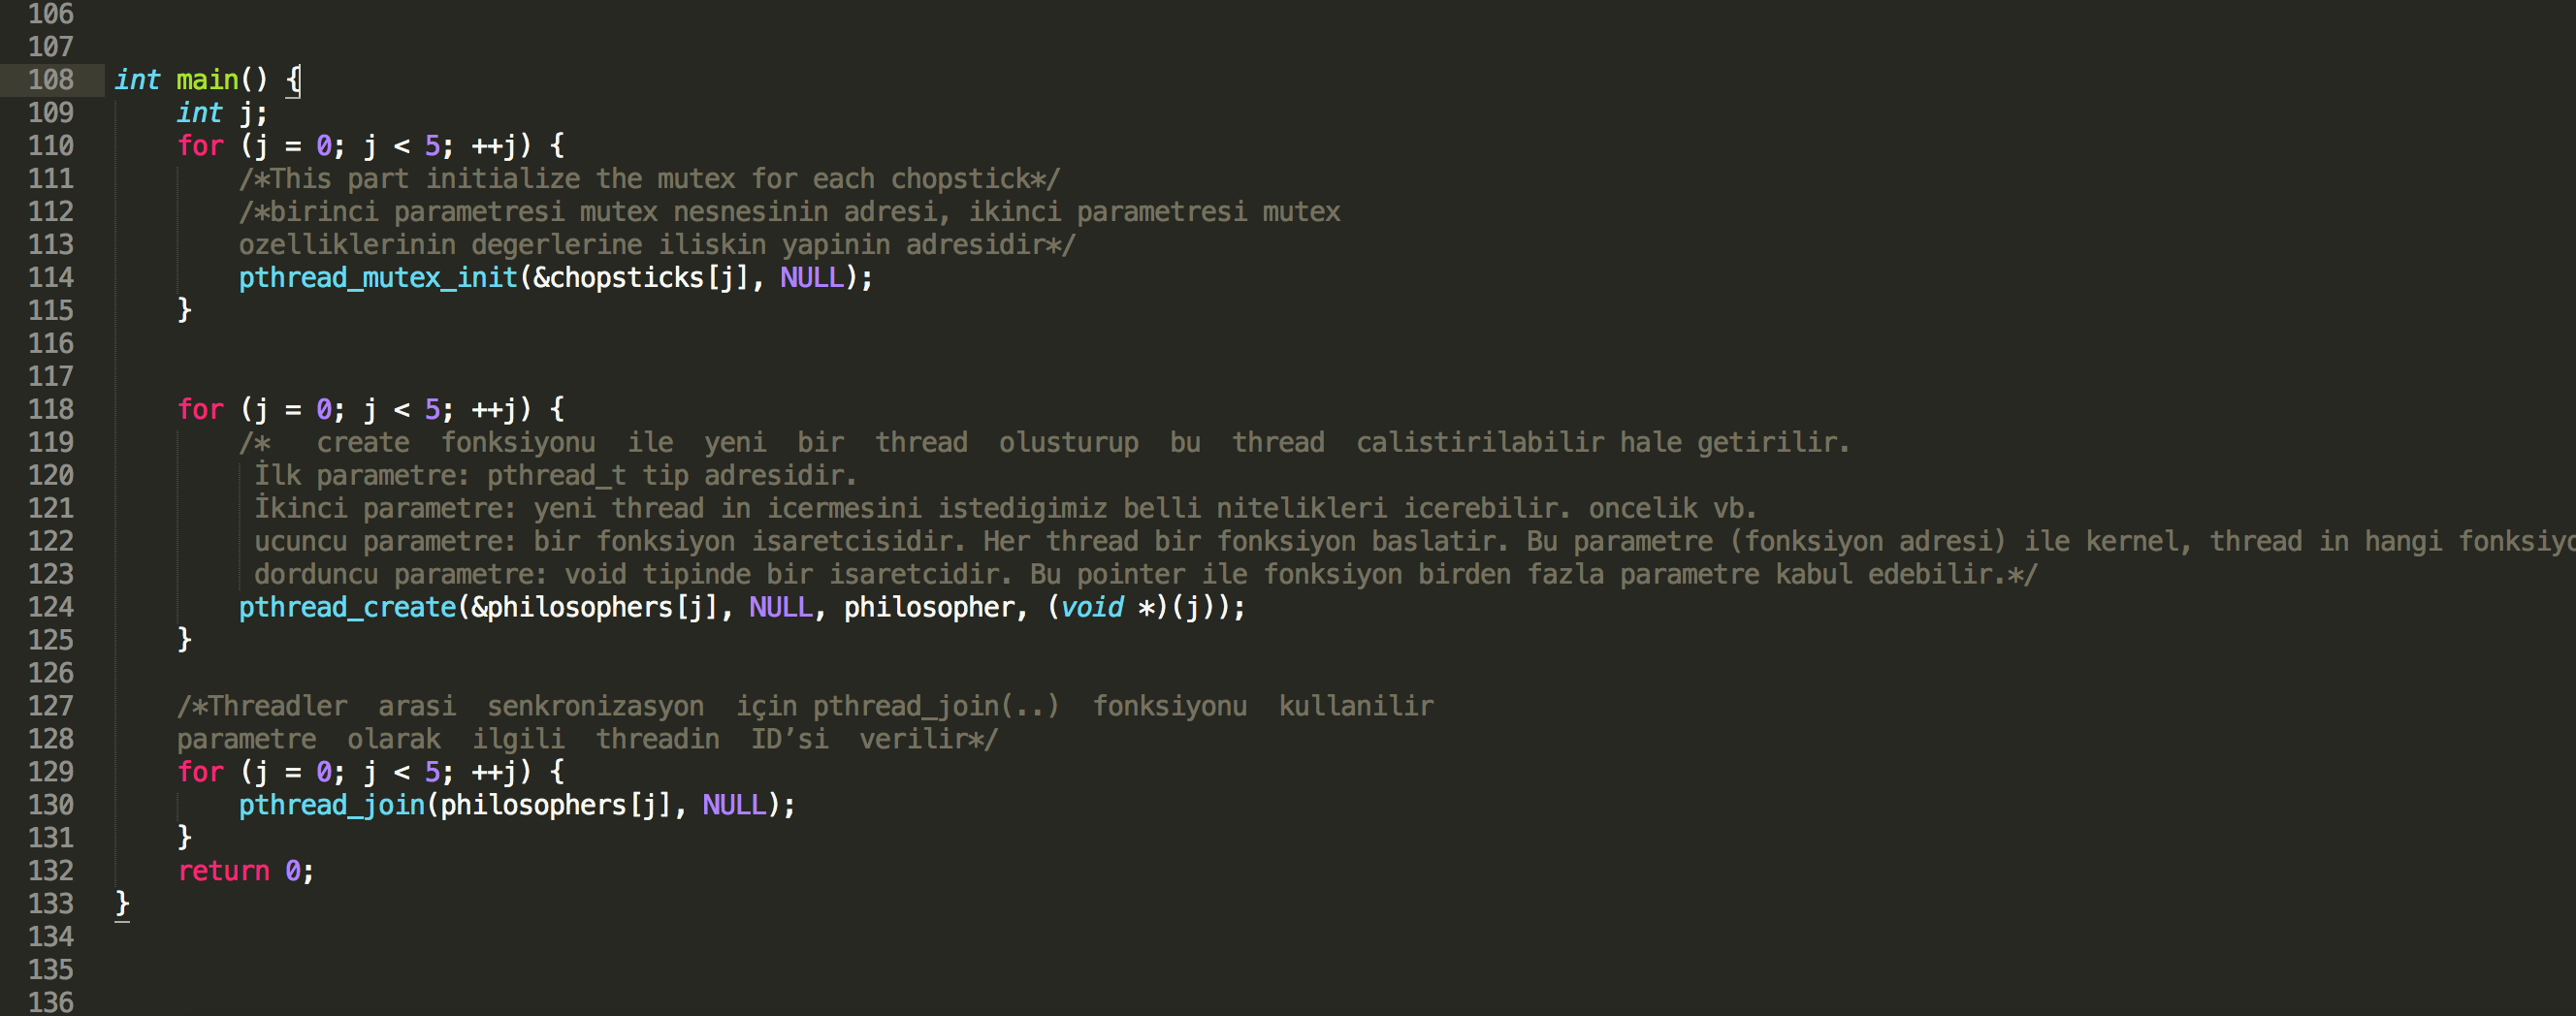 106
107
108 int main() {
109 int j;
110 for (j = 0; j < 5; ++j) {
111 /*This part initialize the mutex for each chopstick*/
112 /*birinci parametresi mutex nesnesinin adresi, ikinci parametresi mutex
113 ozelliklerinin degerlerine iliskin yapinin adresidir*/
114 pthread_mutex_init(&chopsticks[j], NULL);
115 }
116
117
118 for (j = 0; j < 5; ++j) {
119 /* create fonksiyonu ile yeni bir thread olusturup bu thread calistirilabilir hale getirilir.
120 İlk parametre: pthread_t tip adresidir.
121 İkinci parametre: yeni thread in icermesini istedigimiz belli nitelikleri icerebilir. oncelik vb.
122 ucuncu parametre: bir fonksiyon isaretcisidir. Her thread bir fonksiyon baslatir. Bu parametre (fonksiyon adresi) ile kernel, thread in hangi
123 dorduncu parametre: void tipinde bir isaretcidir. Bu pointer ile fonksiyon birden fazla parametre kabul edebilir.*/
124 pthread_create(&philosophers[j], NULL, philosopher, (void *)(j));
125 }
126
127 /*Threadler arasi senkronizasyon için pthread_join(..) fonksiyonu kullanilir
128 parametre olarak ilgili threadin ID’si verilir*/
129 for (j = 0; j < 5; ++j) {
130 pthread_join(philosophers[j], NULL);
131 }
132 return 0;
133 }
134
135
136